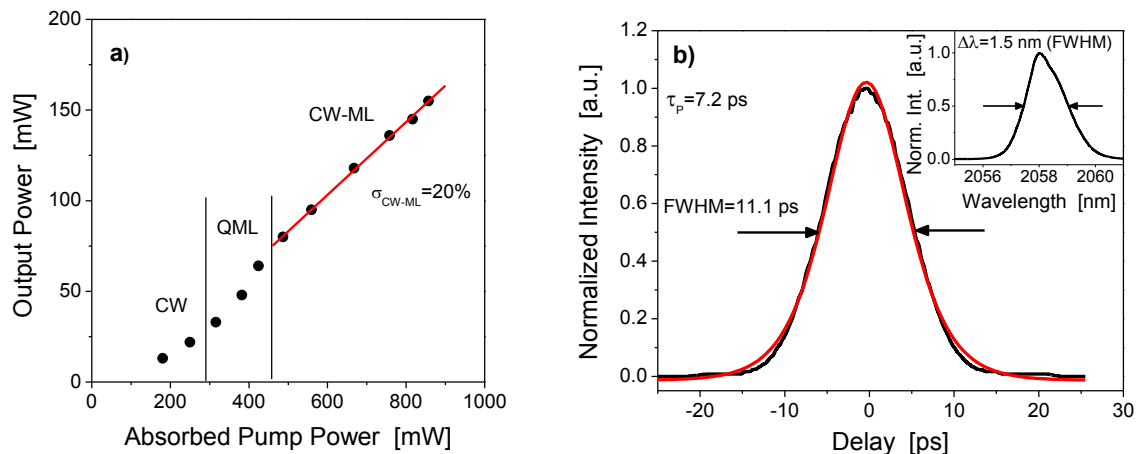 a)
200
150
100
50
0
0 200 400 600 800 1000
Output Power [mW]
Absorbed Pump Power [mW]
CW
QML
CW-ML
σCW-ML=20%
b)
1.0
0.8
0.6
0.4
0.2
0.0
-20 -10 0 10 20 30
Normalized Intensity [a.u.]
Delay [ps]
τP=7.2 ps
FWHM=11.1 ps
Δλ=1.5 nm (FWHM)
1.0
0.5
0.0
2056 2058 2060
Norm. Int. [a.u.]
Wavelength [nm]